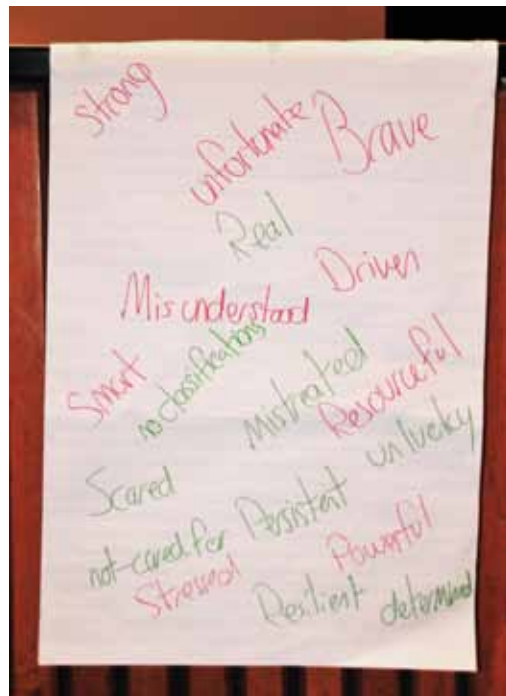 Strong
unfortunate
Brave
Real
Driven
Misunderstood
Smart
no classifications
Mistreated
Resourceful
unlucky
Scared
not-cared for
Persistent
Powerful
Stressed
Resilient
determined